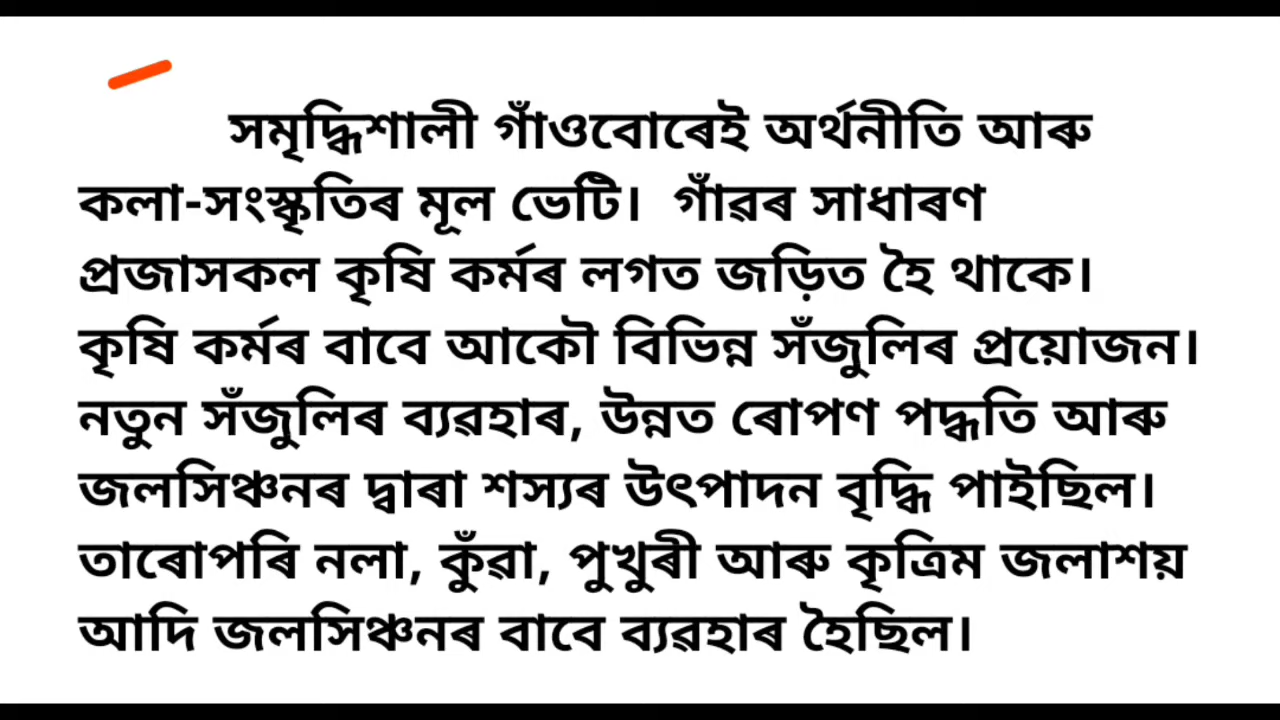 সমৃদ্ধিশালী গাঁওবোৰেই অৰ্থনীতি আৰু
কলা-সংস্কৃতিৰ মূল ভেটি। গাঁৱৰ সাধাৰণ
প্ৰজাসকল কৃষি কৰ্মৰ লগত জড়িত হৈ থাকে।
কৃষি কৰ্মৰ বাবে আকৌ বিভিন্ন সঁজুলিৰ প্ৰয়োজন।
নতুন সঁজুলিৰ ব্যৱহাৰ, উন্নত ৰোপণ পদ্ধতি আৰু
জলসিঞ্চনৰ দ্বাৰা শস্যৰ উৎপাদন বৃদ্ধি পাইছিল।
তাৰোপৰি নলা, কুঁৱা, পুখুৰী আৰু কৃত্ৰিম জলাশয়
আদি জলসিঞ্চনৰ বাবে ব্যৱহাৰ হৈছিল।